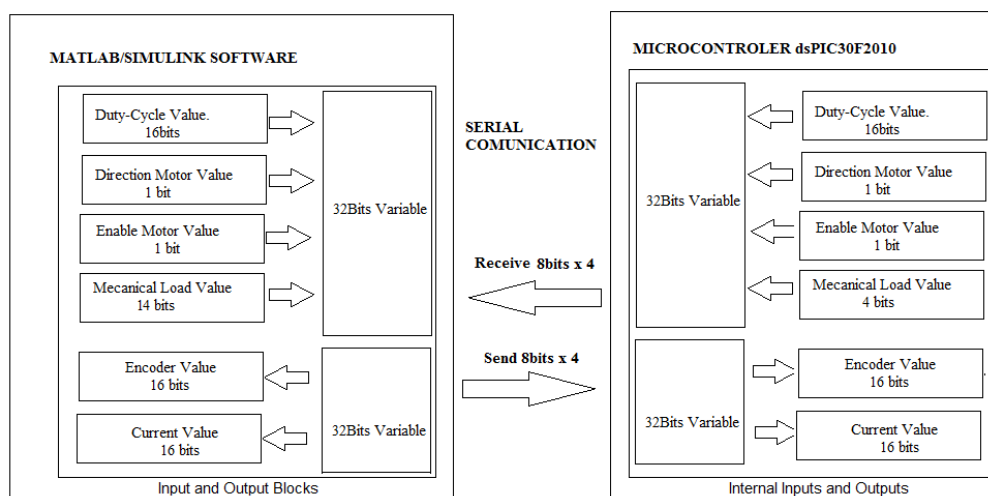 MATLAB/SIMULINK SOFTWARE
Duty-Cycle Value.
16bits
Direction Motor Value
1 bit
Enable Motor Value
1 bit
Mecanical Load Value
14 bits
32Bits Variable
Encoder Value
16 bits
Current Value
16 bits
32Bits Variable
Input and Output Blocks
SERIAL
COMUNICATION
Receive 8bits x 4
Send 8bits x 4
MICROCONTROLER dsPIC30F2010
32Bits Variable
Duty-Cycle Value.
16bits
Direction Motor Value
1 bit
Enable Motor Value
1 bit
Mecanical Load Value
4 bits
32Bits Variable
Encoder Value
16 bits
Current Value
16 bits
Internal Inputs and Outputs